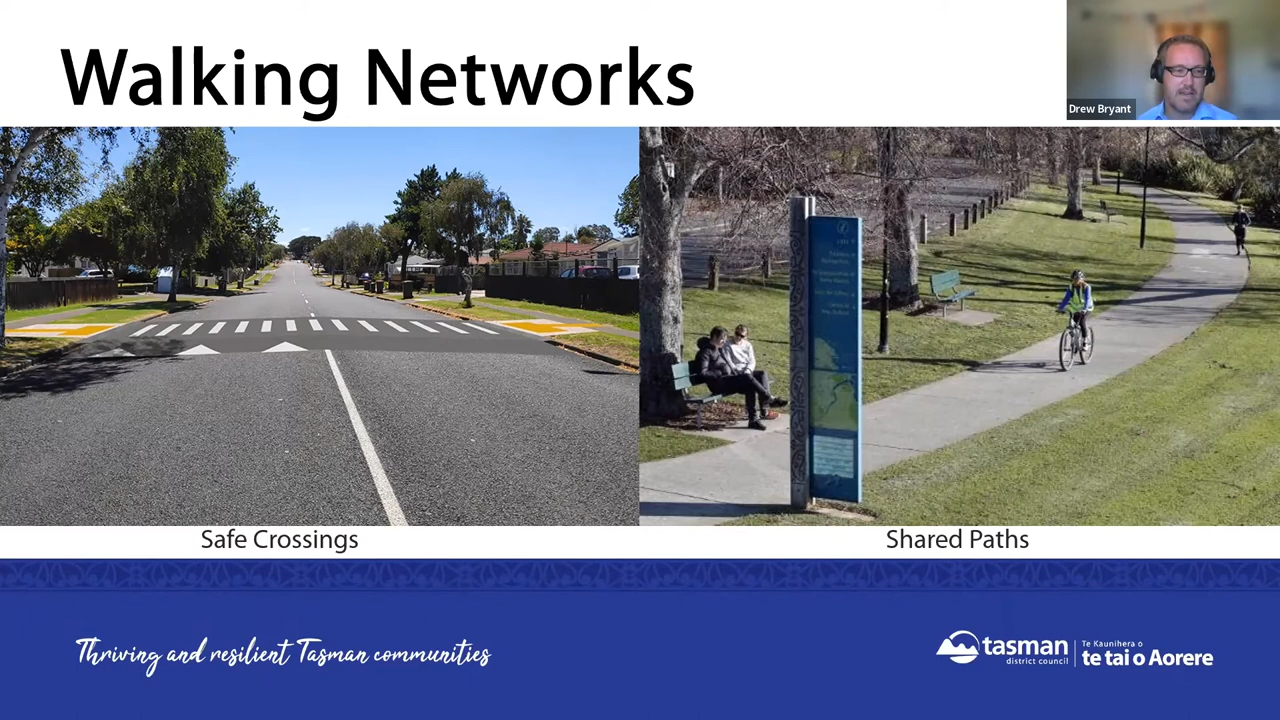 Walking Networks
Drew Bryant
Safe Crossings
Shared Paths
Thriving and resilient Tasman communities
tasman
district council
Te Kaunihera o
te tai o Aorere